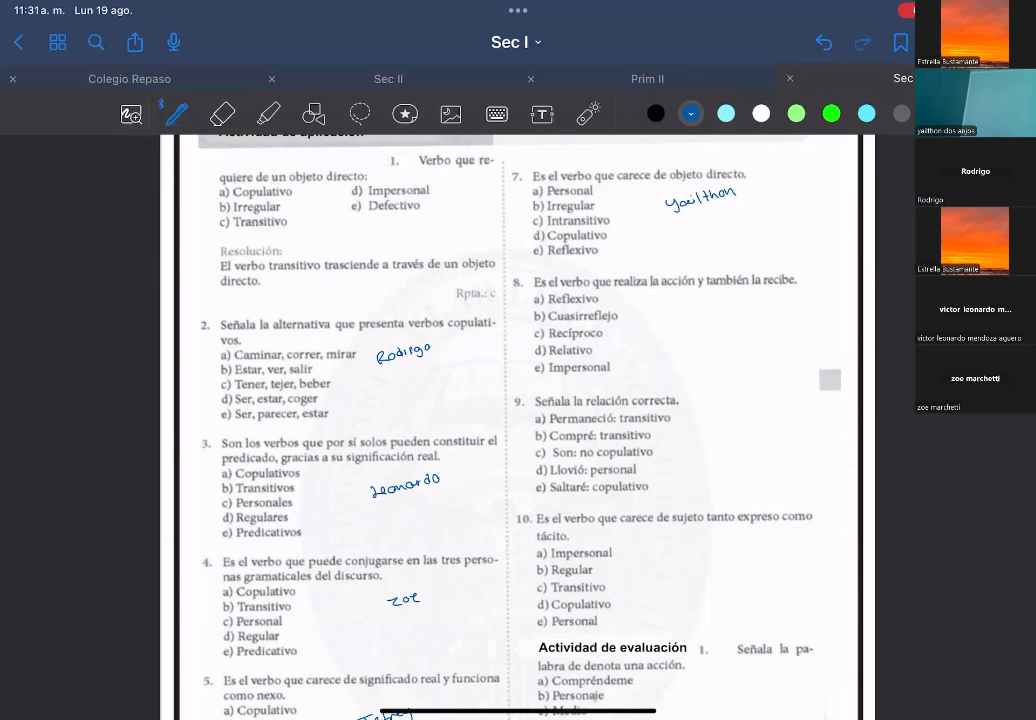 11:31 a. m. Lun 19 ago.
Sec I
Colegio Repaso
Sec II
Prim II
Sec
1. Verbo que re-
quiere de un objeto directo:
a) Copulativo
d) Impersonal
b) Irregular
e) Defectivo
c) Transitivo
Resolución:
El verbo transitivo trasciende a través de un objeto
directo.
Rpta.: c
2. Señala la alternativa que presenta verbos copulati-
vos.
a) Caminar, correr, mirar
Rodrigo
b) Estar, ver, salir
c) Tener, tejer, beber
d) Ser, estar, coger
e) Ser, parecer, estar
3. Son los verbos que por sí solos pueden constituir el
predicado, gracias a su significación real.
a) Copulativos
b) Transitivos
Leonardo
c) Personales
d) Regulares
e) Predicativos
4. Es el verbo que puede conjugarse en las tres perso-
nas gramaticales del discurso.
a) Copulativo
b) Transitivo
zoe
c) Personal
d) Regular
e) Predicativo
5. Es el verbo que carece de significado real y funciona
como nexo.
a) Copulativo
7. Es el verbo que carece de objeto directo.
a) Personal
Yailthon
b) Irregular
c) Intransitivo
d) Copulativo
e) Reflexivo
8. Es el verbo que realiza la acción y también la recibe.
a) Reflexivo
b) Cuasirreflejo
c) Recíproco
d) Relativo
e) Impersonal
9. Señala la relación correcta.
a) Permaneció: transitivo
b) Compré: transitivo
c) Son: no copulativo
d) Llovió: personal
e) Saltaré: copulativo
10. Es el verbo que carece de sujeto tanto expreso como
tácito.
a) Impersonal
b) Regular
c) Transitivo
d) Copulativo
e) Personal
Actividad de evaluación 1. Señala la pa-
labra de denota una acción.
a) Compréndeme
b) Personaje
Estrella Bustamante
yailthon dos anjos
Rodrigo
Rodrigo
Estrella Bustamante
victor leonardo m...
victor leonardo mendoza aguero
zoe marchetti
zoe marchetti